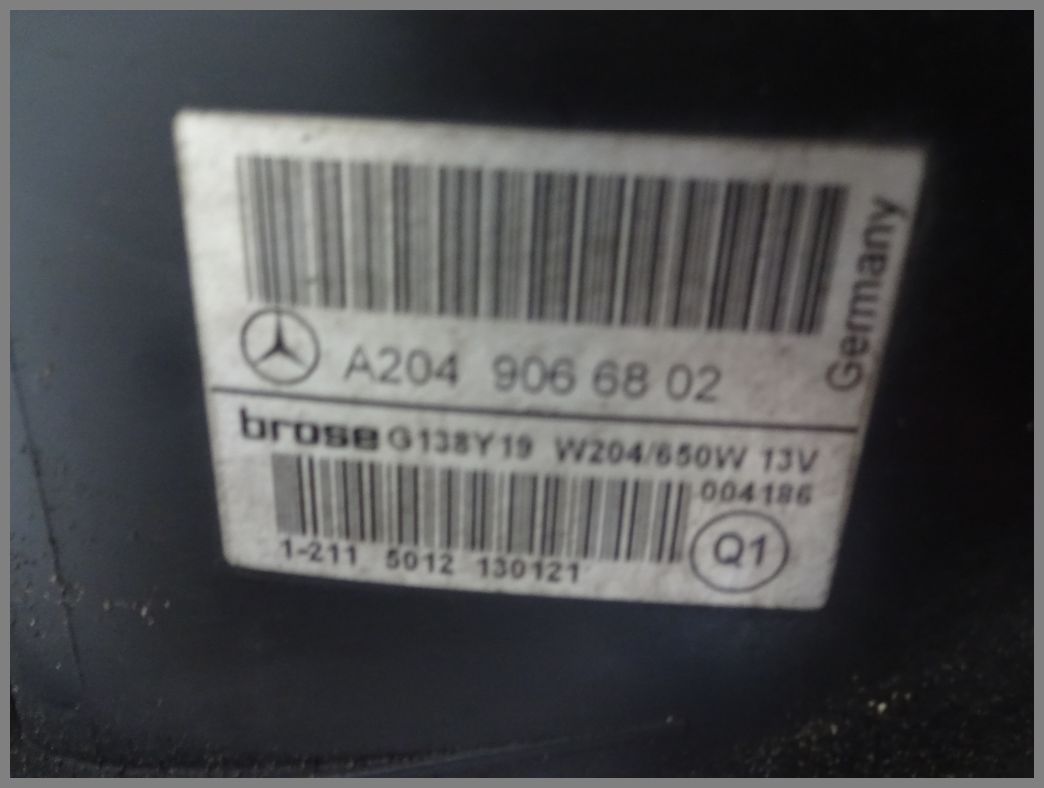 Germany
A204 906 68 02
brose G138Y19 W204/650W 13V
004186
Q1
1-211 5012 130121